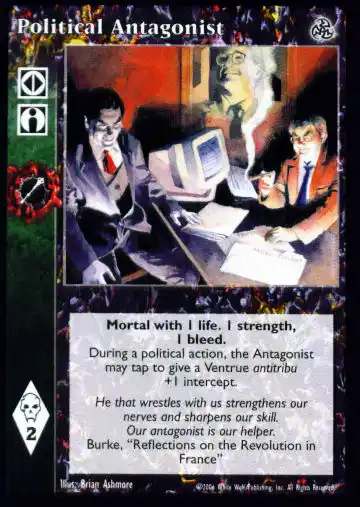 Political Antagonist
Mortal with 1 life. 1 strength,
1 bleed.
During a political action, the Antagonist
may tap to give a Ventrue antitribu
+1 intercept.
He that wrestles with us strengthens our
nerves and sharpens our skill.
Our antagonist is our helper.
Burke, "Reflections on the Revolution in
France"
2
Illus: Brian Ashmore
©2004 White Wolf Publishing, Inc. All Rights Reserved.